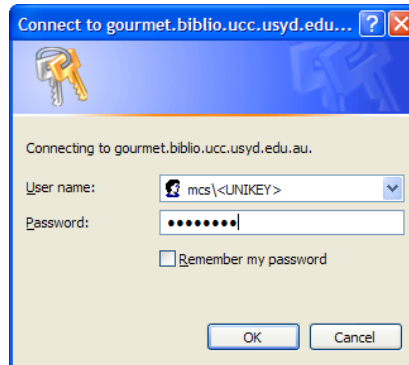 Connect to gourmet.biblio.ucc.usyd.edu...
Connecting to gourmet.biblio.ucc.usyd.edu.au.
User name: mcs\<UNIKEY>
Password: ••••••••
Remember my password
OK Cancel